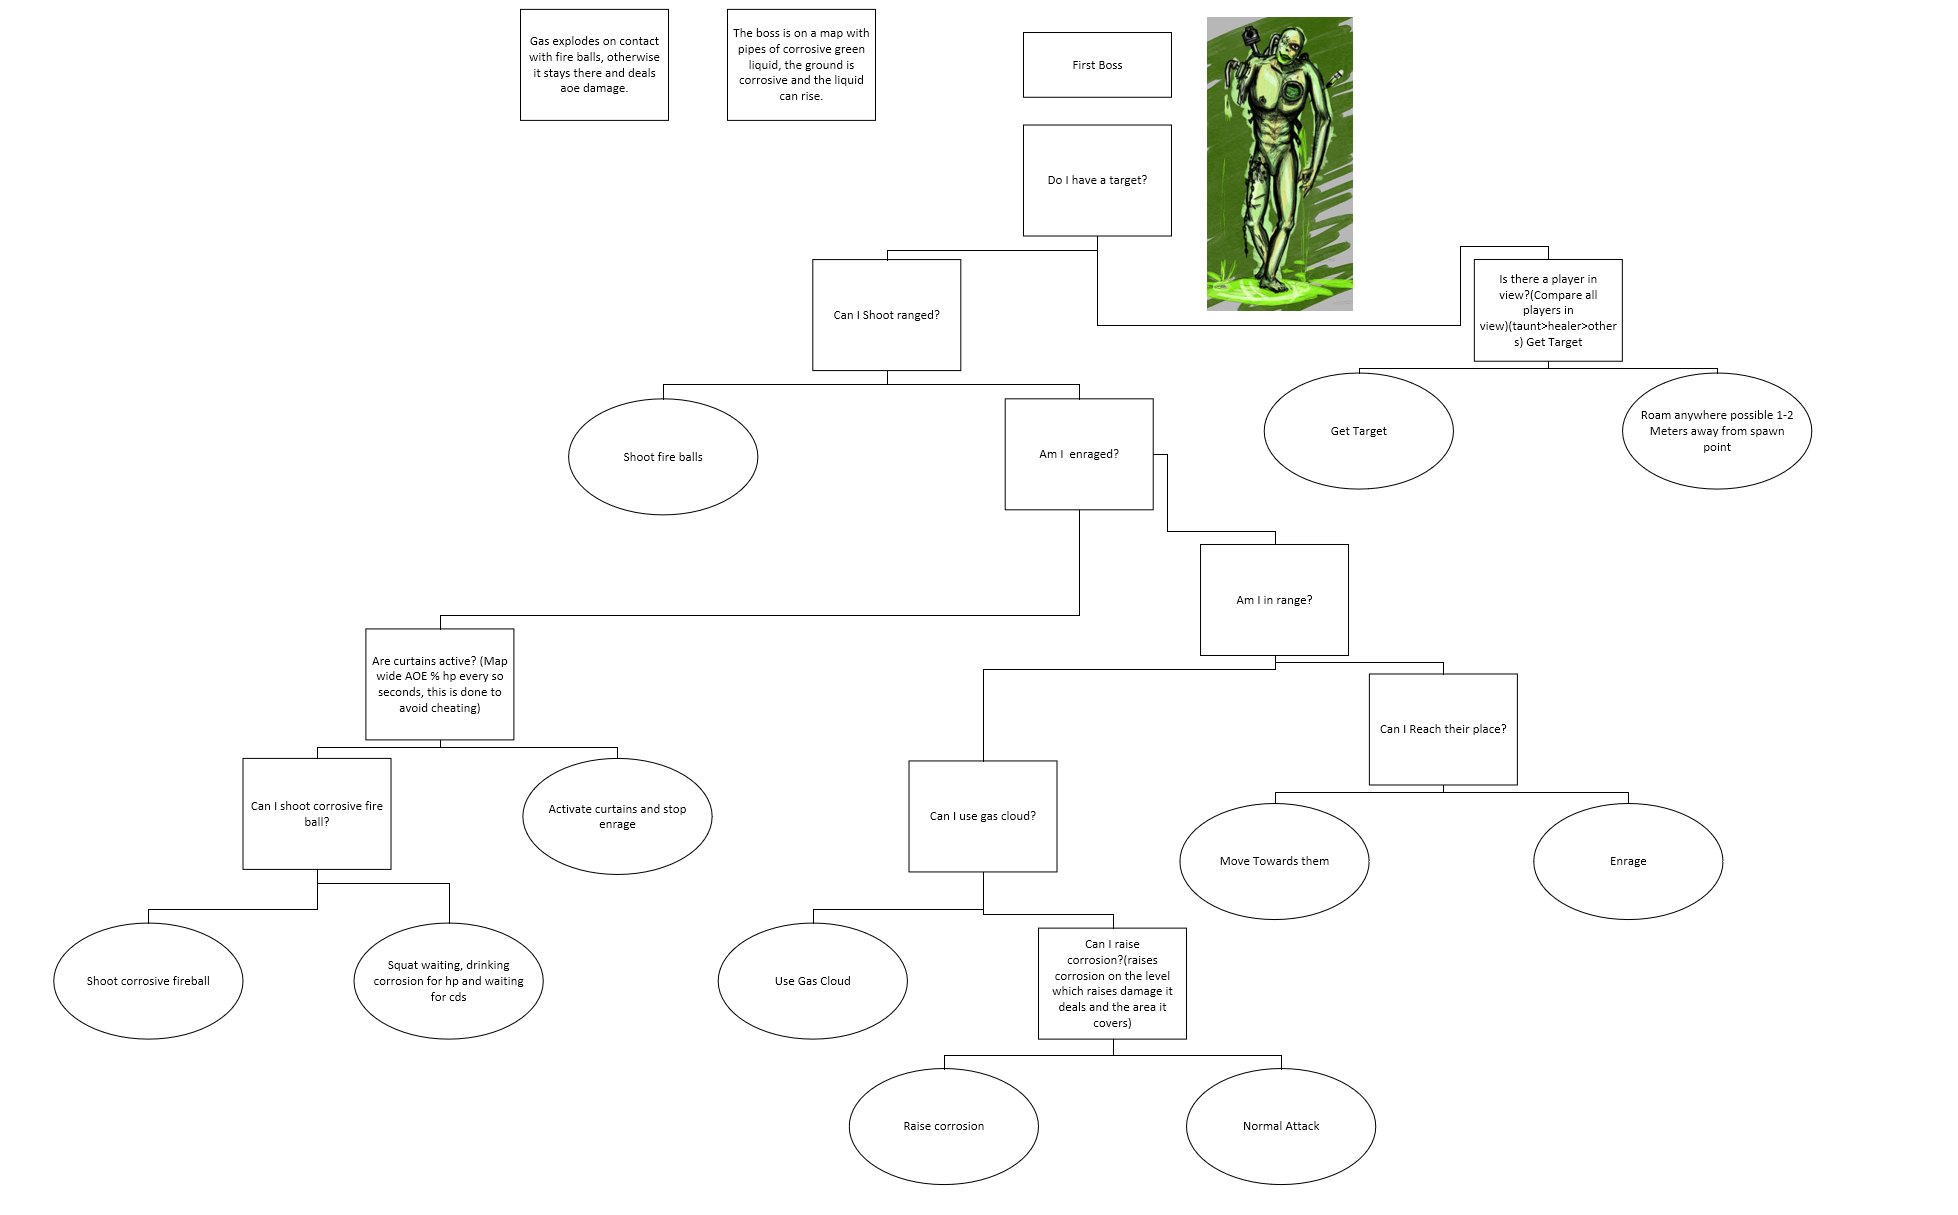 Gas explodes on contact
with fire balls, otherwise
it stays there and deals
aoe damage.
The boss is on a map with
pipes of corrosive green
liquid, the ground is
corrosive and the liquid
can rise.
First Boss
Do I have a target?
Can I Shoot ranged?
Is there a player in
view?(Compare all
players in
view)(taunt>healer>other
s) Get Target
Shoot fire balls
Am I  enraged?
Get Target
Roam anywhere possible 1-2
Meters away from spawn
point
Am I in range?
Are curtains active? (Map
wide AOE % hp every so
seconds, this is done to
avoid cheating)
Can I Reach their place?
Can I shoot corrosive fire
ball?
Activate curtains and stop
enrage
Can I use gas cloud?
Move Towards them
Enrage
Shoot corrosive fireball
Squat waiting, drinking
corrosion for hp and waiting
for cds
Use Gas Cloud
Can I raise
corrosion?(raises
corrosion on the level
which raises damage it
deals and the area it
covers)
Raise corrosion
Normal Attack